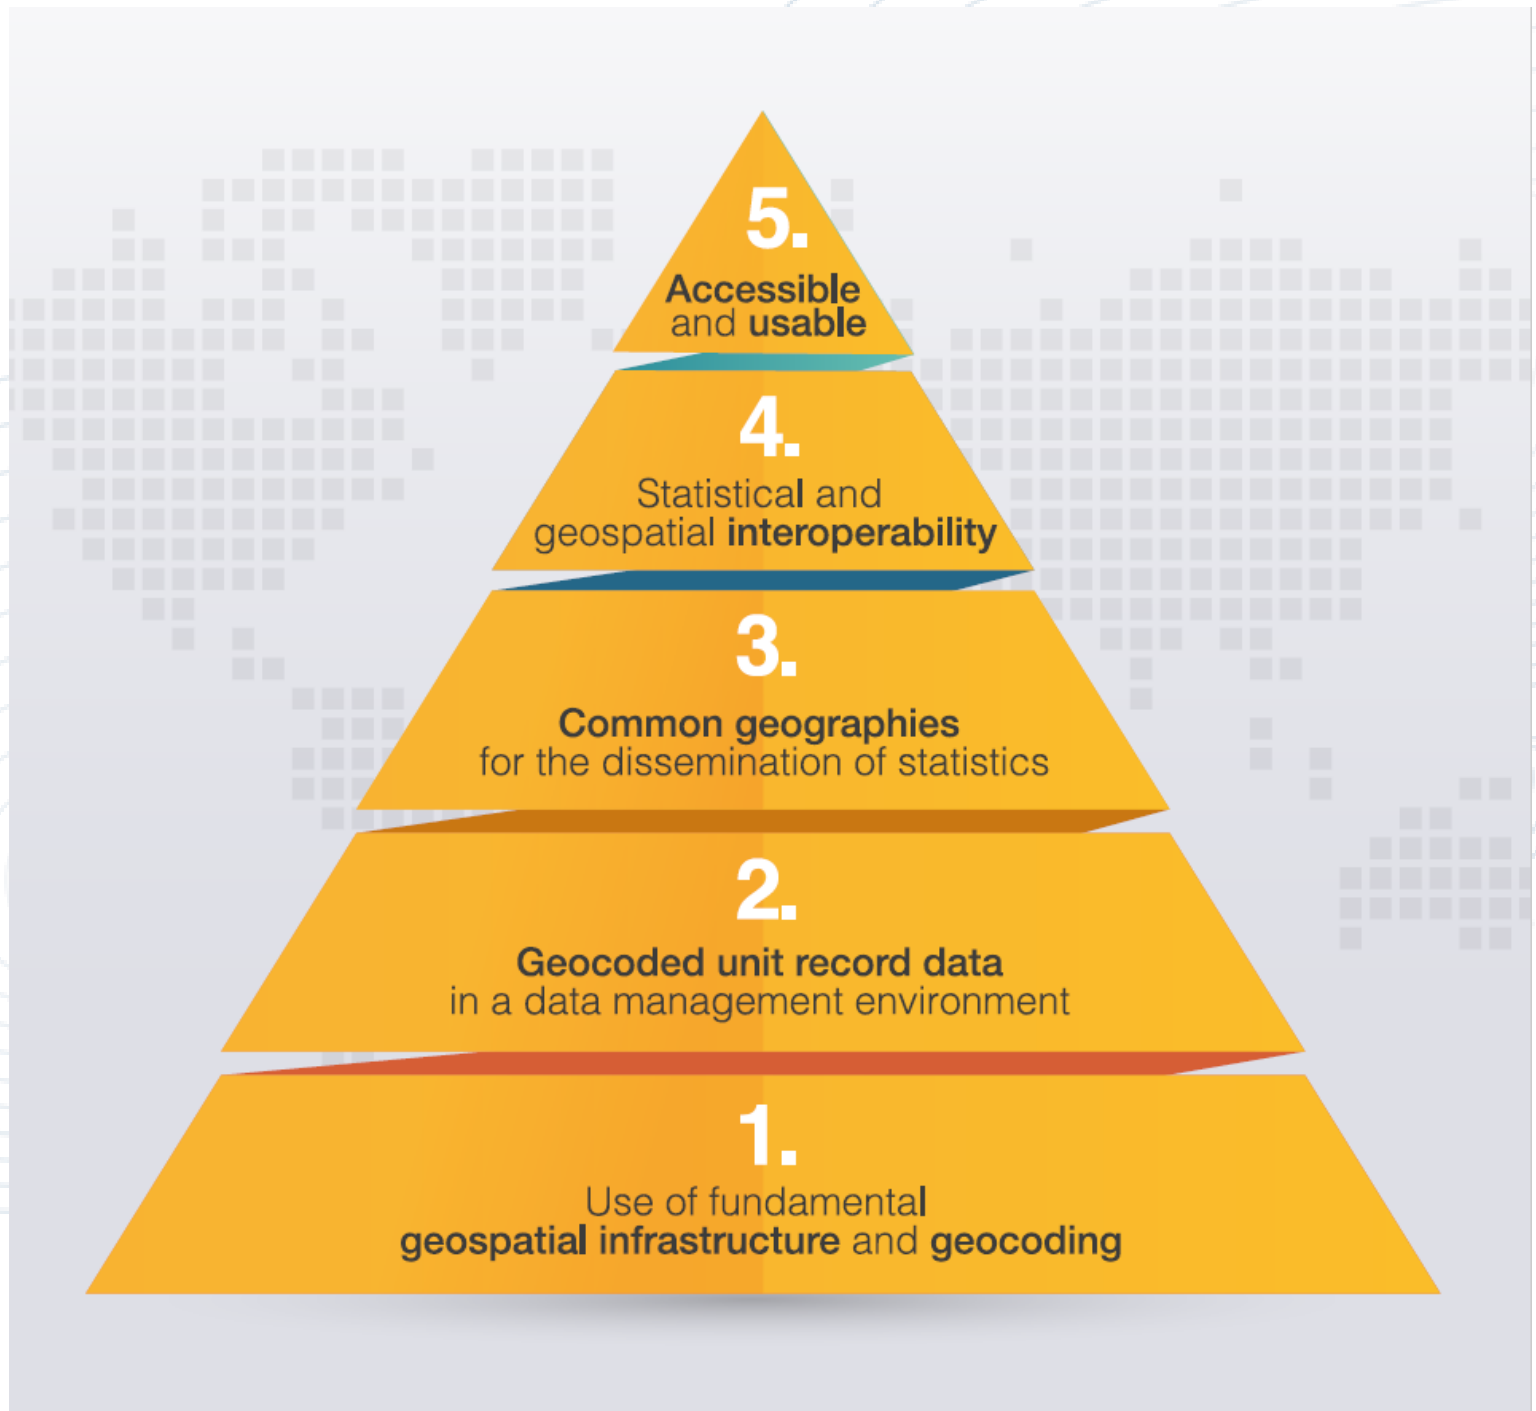 5.
Accessible
and usable
4.
Statistical and
geospatial interoperability
3.
Common geographies
for the dissemination of statistics
2.
Geocoded unit record data
in a data management environment
1.
Use of fundamental
geospatial infrastructure and geocoding